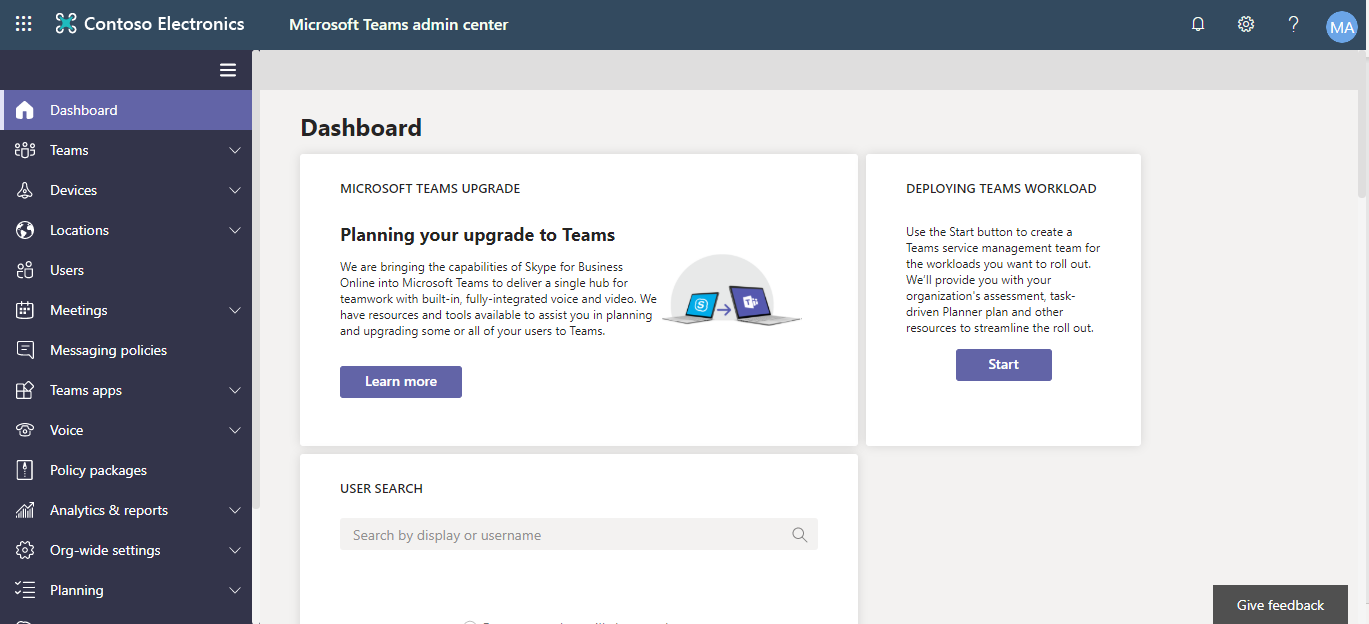 Contoso Electronics
Microsoft Teams admin center
?
MA
Dashboard
Teams
Devices
Locations
Users
Meetings
Messaging policies
Teams apps
Voice
Policy packages
Analytics & reports
Org-wide settings
Planning
Dashboard
MICROSOFT TEAMS UPGRADE
Planning your upgrade to Teams
We are bringing the capabilities of Skype for Business
Online into Microsoft Teams to deliver a single hub for
teamwork with built-in, fully-integrated voice and video. We
have resources and tools available to assist you in planning
and upgrading some or all of your users to Teams.
Learn more
DEPLOYING TEAMS WORKLOAD
Use the Start button to create a
Teams service management team for
the workloads you want to roll out.
We'll provide you with your
organization's assessment, task-
driven Planner plan and other
resources to streamline the roll out.
Start
USER SEARCH
Search by display or username
Give feedback